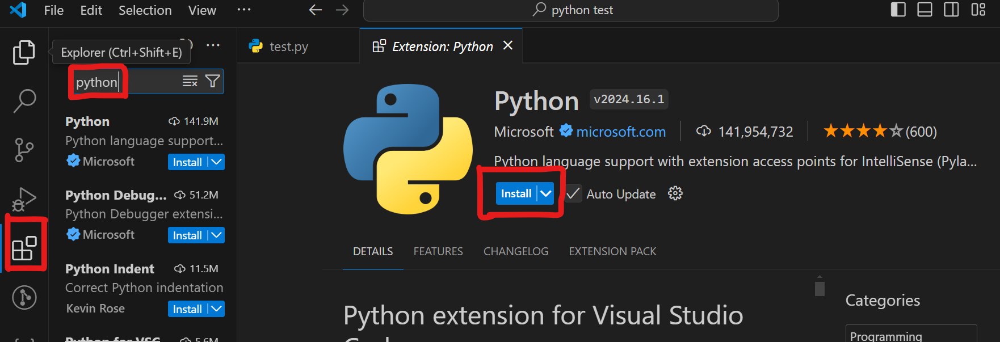 File Edit Selection View ··· python test
Explorer (Ctrl+Shift+E)
python
Python 141.9M
Python language support...
Microsoft Install
Python Debug... 51.2M
Python Debugger extensi...
Microsoft Install
Python Indent 11.5M
Correct Python indentation
Kevin Rose Install
Python for VSC 5.6M
test.py Extension: Python
Python v2024.16.1
Microsoft microsoft.com 141,954,732 (600)
Python language support with extension access points for IntelliSense (Pyla...
Install Auto Update
DETAILS FEATURES CHANGELOG EXTENSION PACK
Python extension for Visual Studio
Categories
Programming